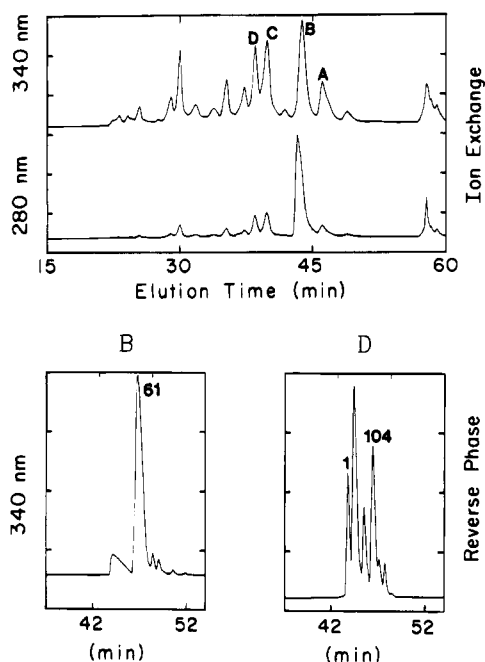 340 nm
280 nm
D C B A
Ion Exchange
15 30 45 60
Elution Time (min)
B D
340 nm
61
1 104
Reverse Phase
42 52 42 52
(min) (min)